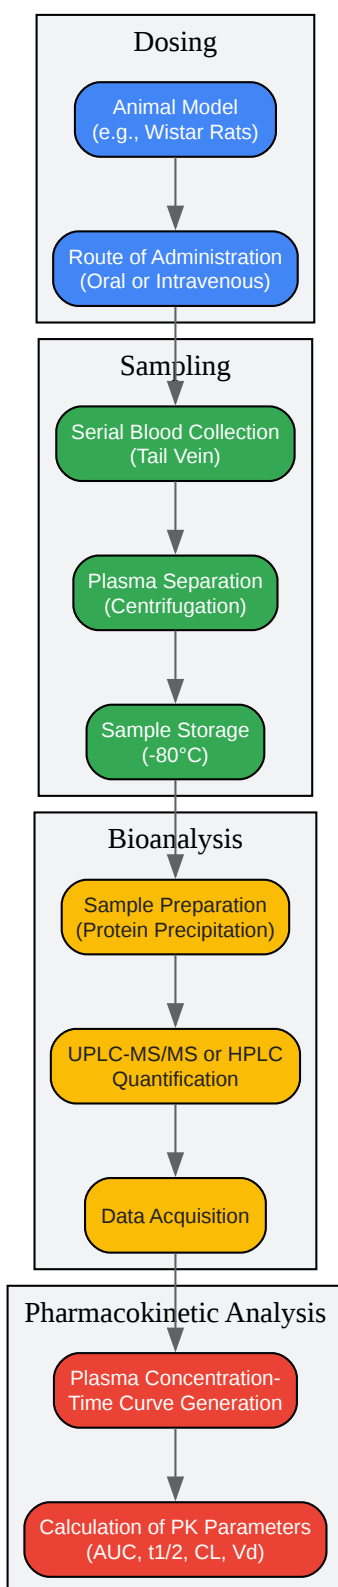 Dosing
Animal Model
(e.g., Wistar Rats)
Route of Administration
(Oral or Intravenous)
Sampling
Serial Blood Collection
(Tail Vein)
Plasma Separation
(Centrifugation)
Sample Storage
(-80°C)
Bioanalysis
Sample Preparation
(Protein Precipitation)
UPLC-MS/MS or HPLC
Quantification
Data Acquisition
Pharmacokinetic Analysis
Plasma Concentration-
Time Curve Generation
Calculation of PK Parameters
(AUC, t1/2, CL, Vd)